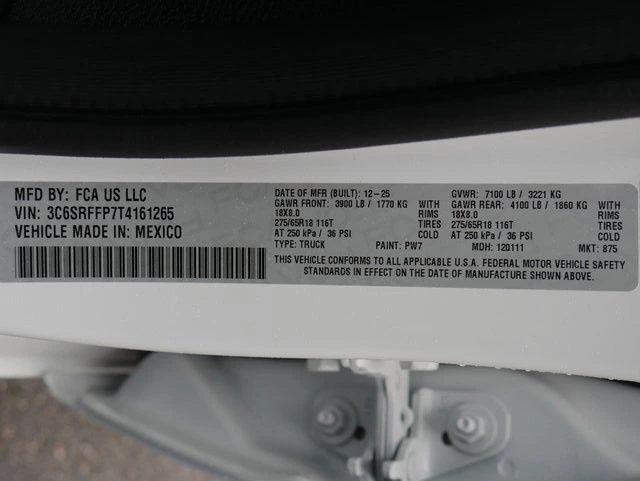 MFD BY: FCA US LLC
VIN: 3C6SRFFP7T4161265
VEHICLE MADE IN: MEXICO
DATE OF MFR (BUILT): 12-25 GVWR: 7100 LB / 3221 KG
GAWR FRONT: 3900 LB / 1770 KG WITH GAWR REAR: 4100 LB / 1860 KG WITH
18X8.0 RIMS 18X8.0 RIMS
275/65R18 116T TIRES 275/65R18 116T TIRES
AT 250 kPa / 36 PSI COLD AT 250 kPa / 36 PSI COLD
TYPE: TRUCK PAINT: PW7 MDH: 120111 MKT: 875
THIS VEHICLE CONFORMS TO ALL APPLICABLE U.S.A. FEDERAL MOTOR VEHICLE SAFETY
STANDARDS IN EFFECT ON THE DATE OF MANUFACTURE SHOWN ABOVE.